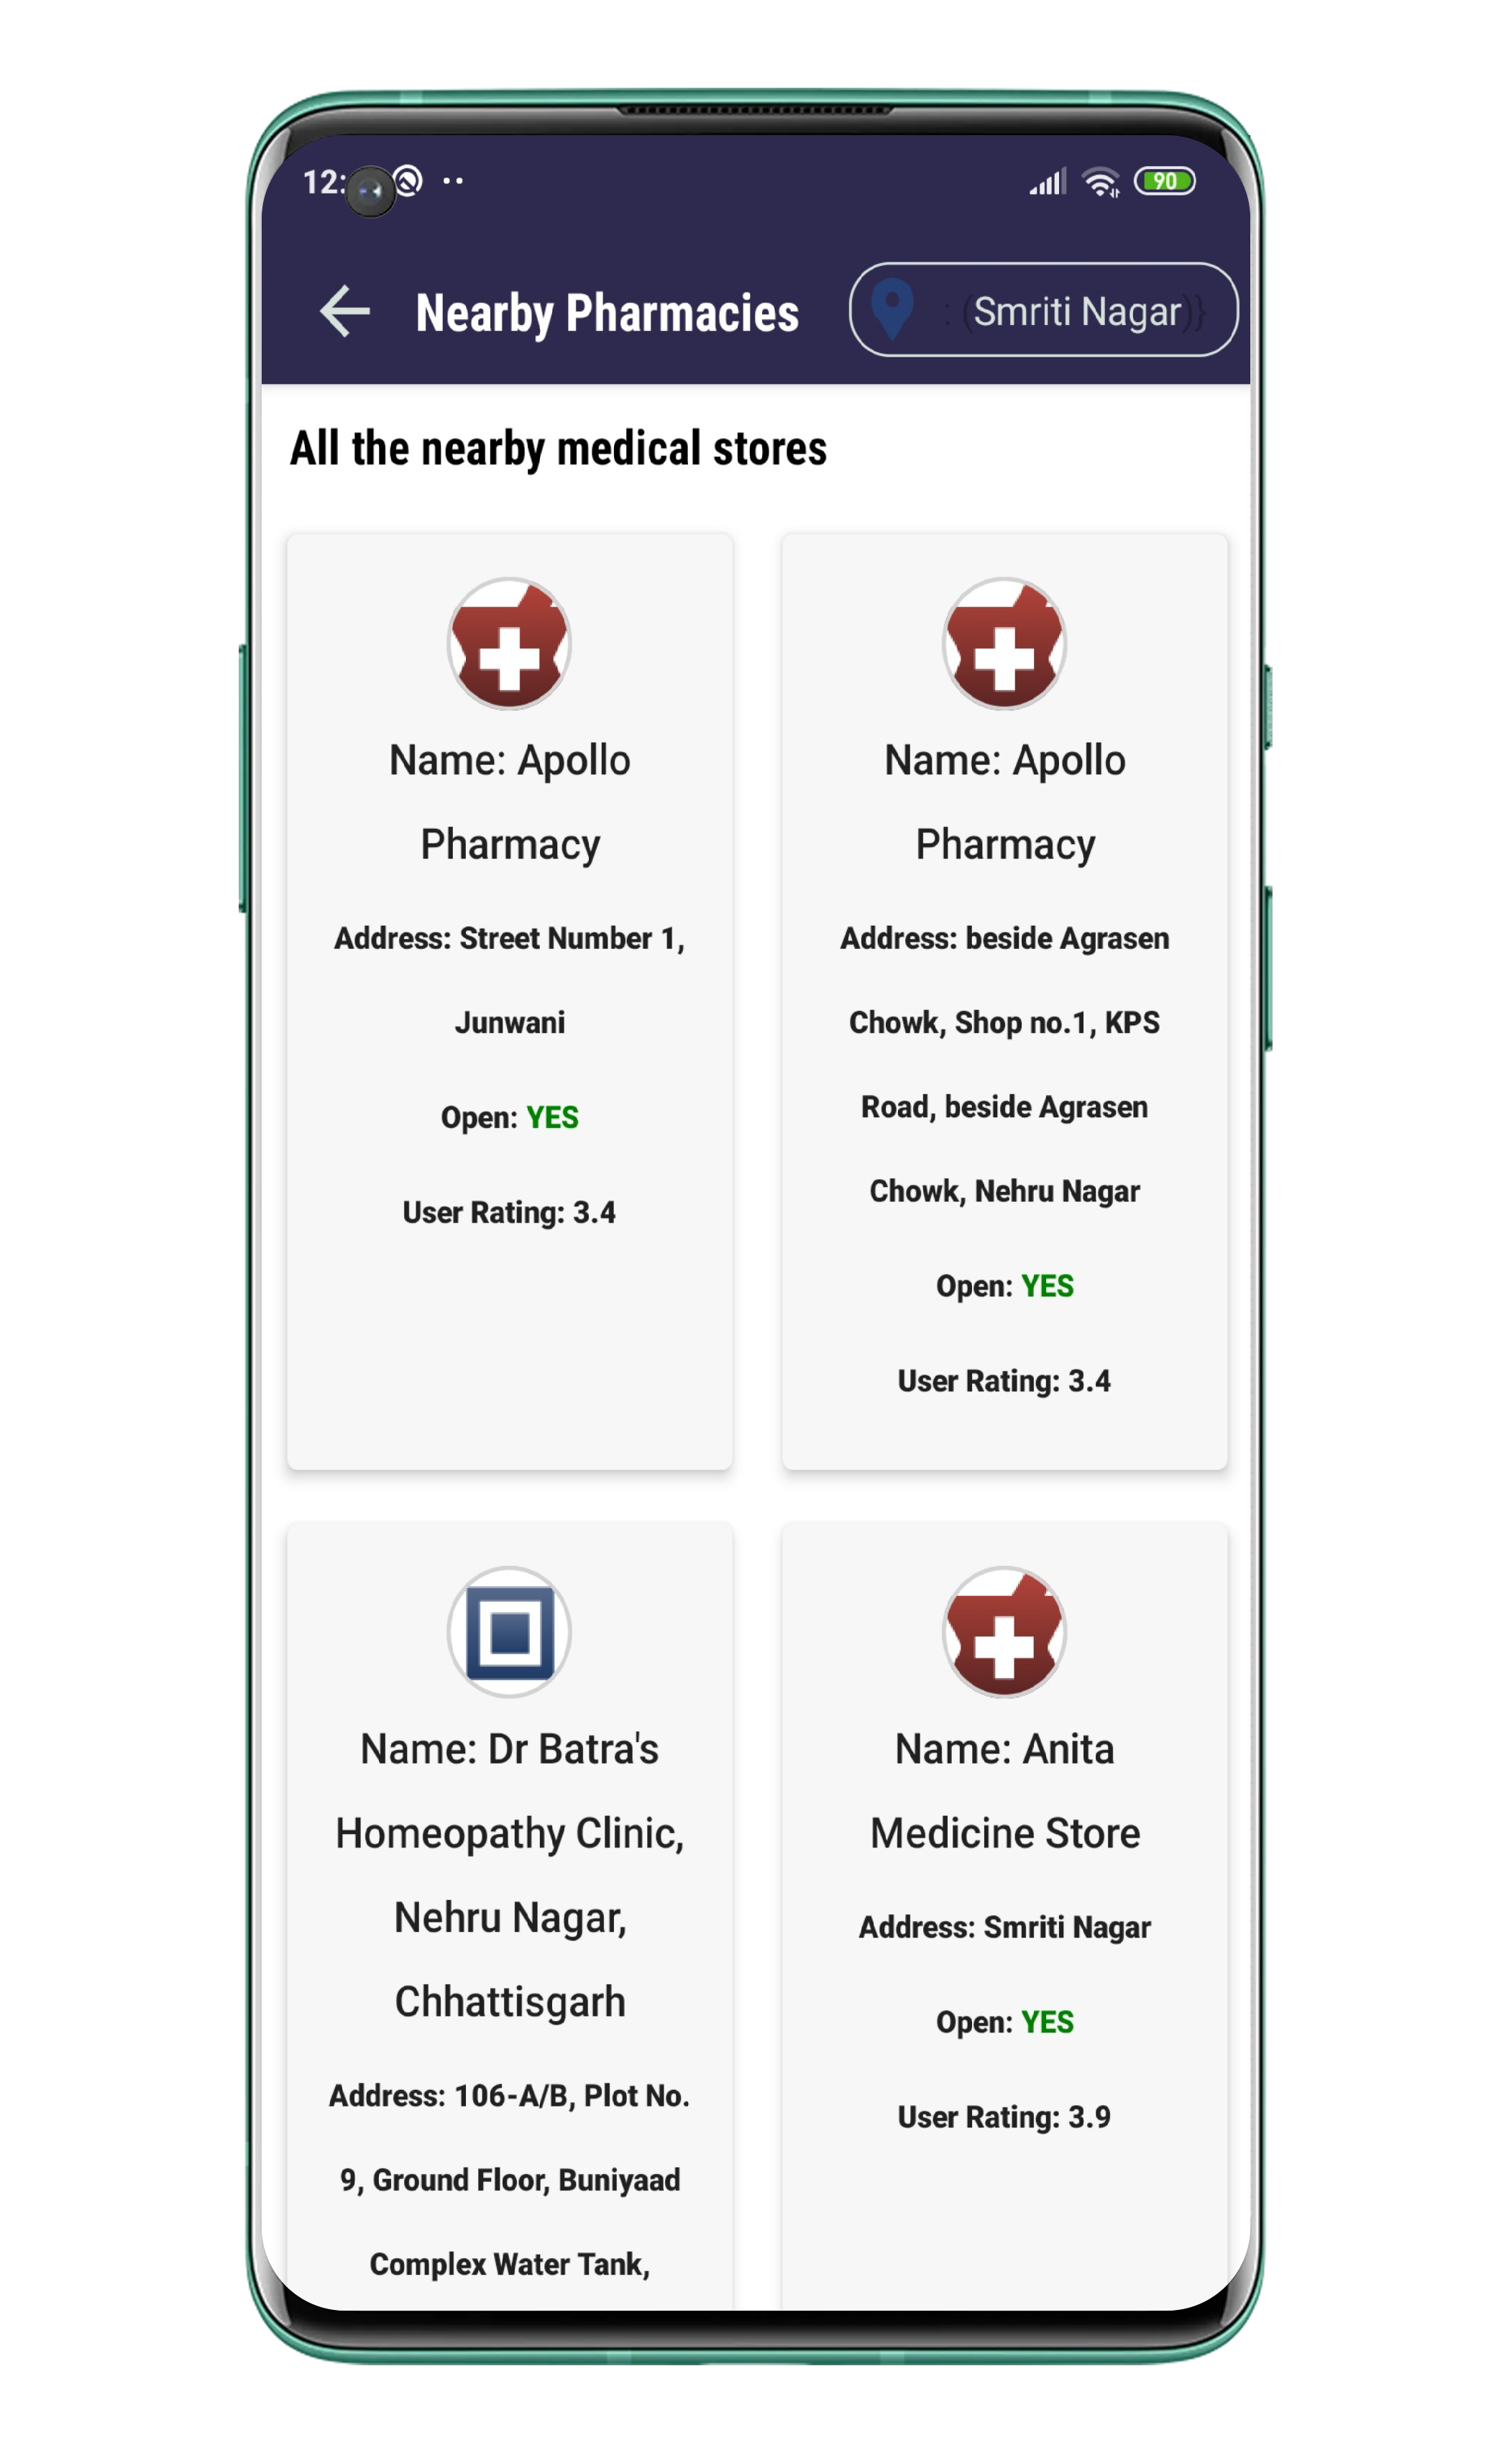 12:
90
Nearby Pharmacies
: (Smriti Nagar)}
All the nearby medical stores
Name: Apollo
Pharmacy
Address: Street Number 1,
Junwani
Open: YES
User Rating: 3.4
Name: Apollo
Pharmacy
Address: beside Agrasen
Chowk, Shop no.1, KPS
Road, beside Agrasen
Chowk, Nehru Nagar
Open: YES
User Rating: 3.4
Name: Dr Batra's
Homeopathy Clinic,
Nehru Nagar,
Chhattisgarh
Address: 106-A/B, Plot No.
9, Ground Floor, Buniyaad
Complex Water Tank,
Name: Anita
Medicine Store
Address: Smriti Nagar
Open: YES
User Rating: 3.9